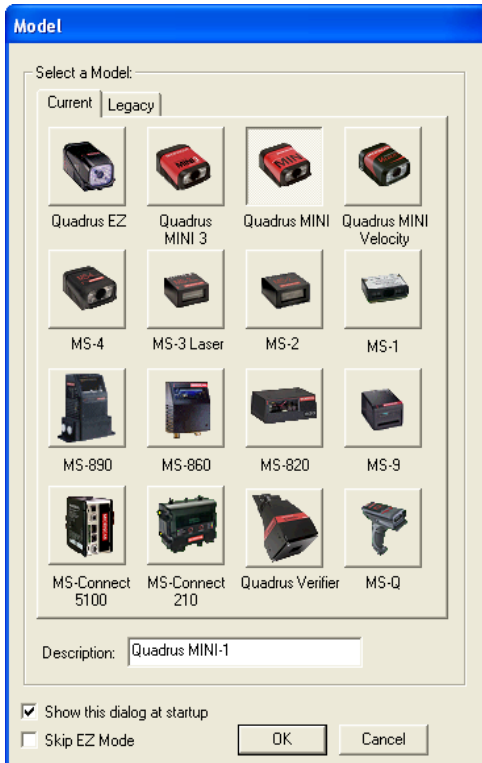 Model
Select a Model:
Current Legacy
Quadrus EZ
Quadrus MINI 3
Quadrus MINI
Quadrus MINI Velocity
MS-4
MS-3 Laser
MS-2
MS-1
MS-890
MS-860
MS-820
MS-9
MS-Connect 5100
MS-Connect 210
Quadrus Verifier
MS-Q
Description: Quadrus MINI-1
Show this dialog at startup
Skip EZ Mode
OK Cancel